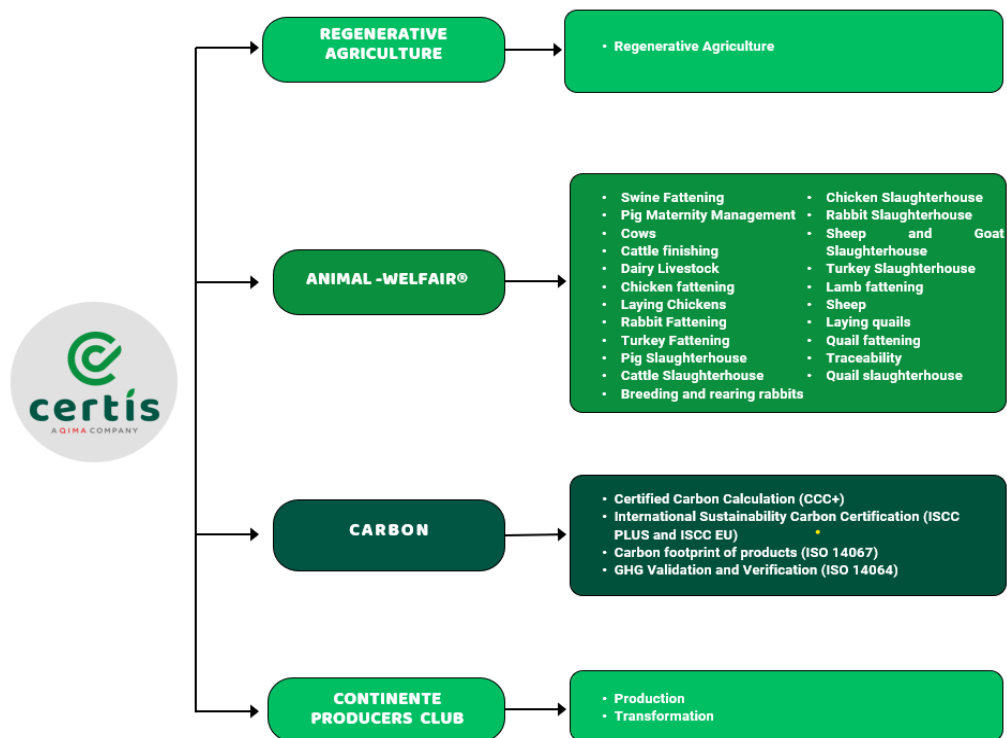 REGENERATIVE
AGRICULTURE
• Regenerative Agriculture
ANIMAL -WELFAIR®
• Swine Fattening
• Pig Maternity Management
• Cows
• Cattle finishing
• Dairy Livestock
• Chicken fattening
• Laying Chickens
• Rabbit Fattening
• Turkey Fattening
• Pig Slaughterhouse
• Cattle Slaughterhouse
• Breeding and rearing rabbits
• Chicken Slaughterhouse
• Rabbit Slaughterhouse
• Sheep and Goat
Slaughterhouse
• Turkey Slaughterhouse
• Lamb fattening
• Sheep
• Laying quails
• Quail fattening
• Traceability
• Quail slaughterhouse
certis
A QIMA COMPANY
CARBON
• Certified Carbon Calculation (CCC+)
• International Sustainability Carbon Certification (ISCC
PLUS and ISCC EU)
• Carbon footprint of products (ISO 14067)
• GHG Validation and Verification (ISO 14064)
CONTINENTE
PRODUCERS CLUB
• Production
• Transformation